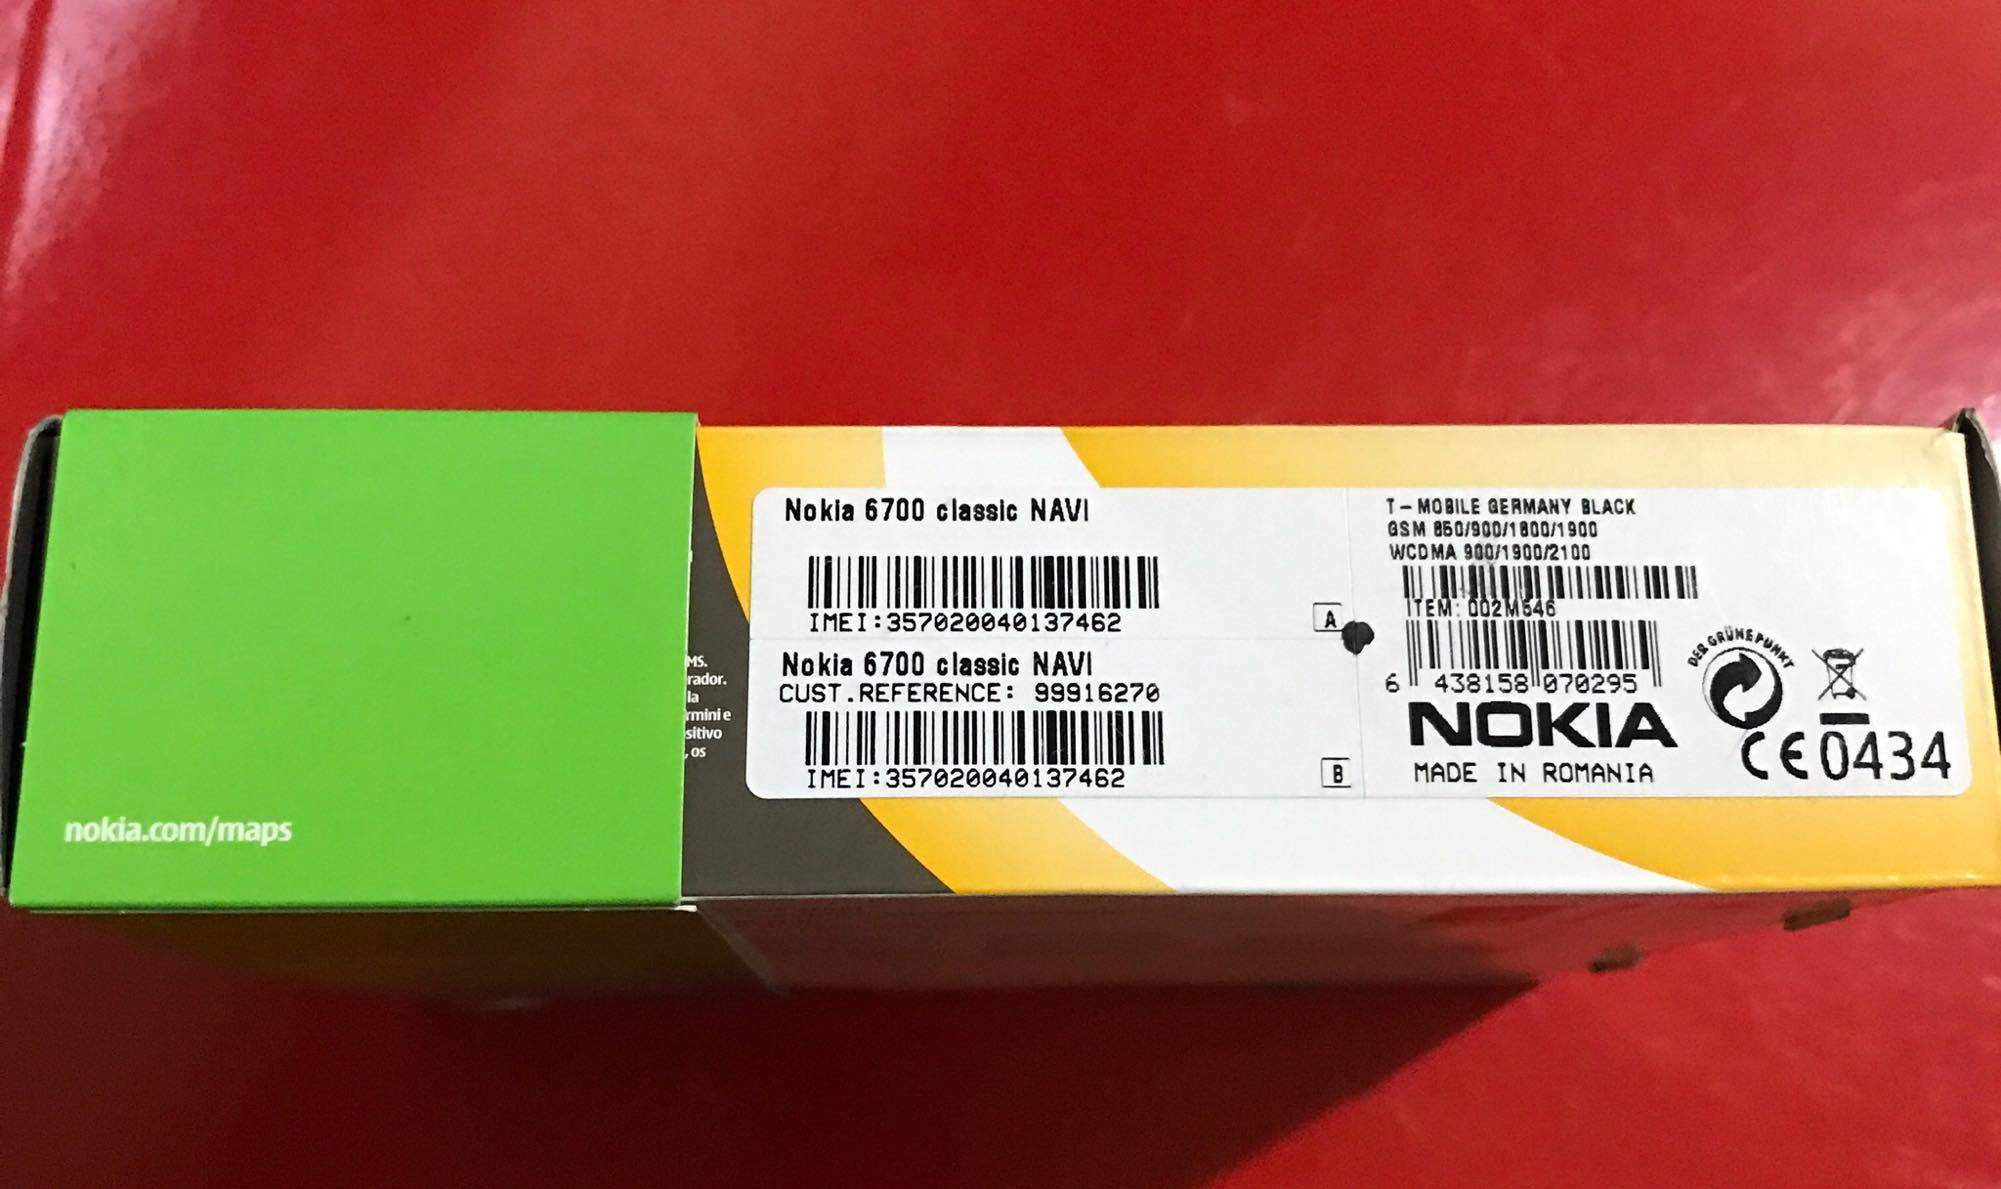 nokia.com/maps
MS.
rador.
la
rmini e
sitivo
, os
Nokia 6700 classic NAVI
IMEI:357020040137462
A
Nokia 6700 classic NAVI
CUST.REFERENCE: 99916270
IMEI:357020040137462
B
T-MOBILE GERMANY BLACK
GSM 850/900/1800/1900
WCDMA 900/1900/2100
ITEM: 002M546
6 438158 070295
NOKIA
MADE IN ROMANIA
DER GRÜNE PUNKT
CE0434